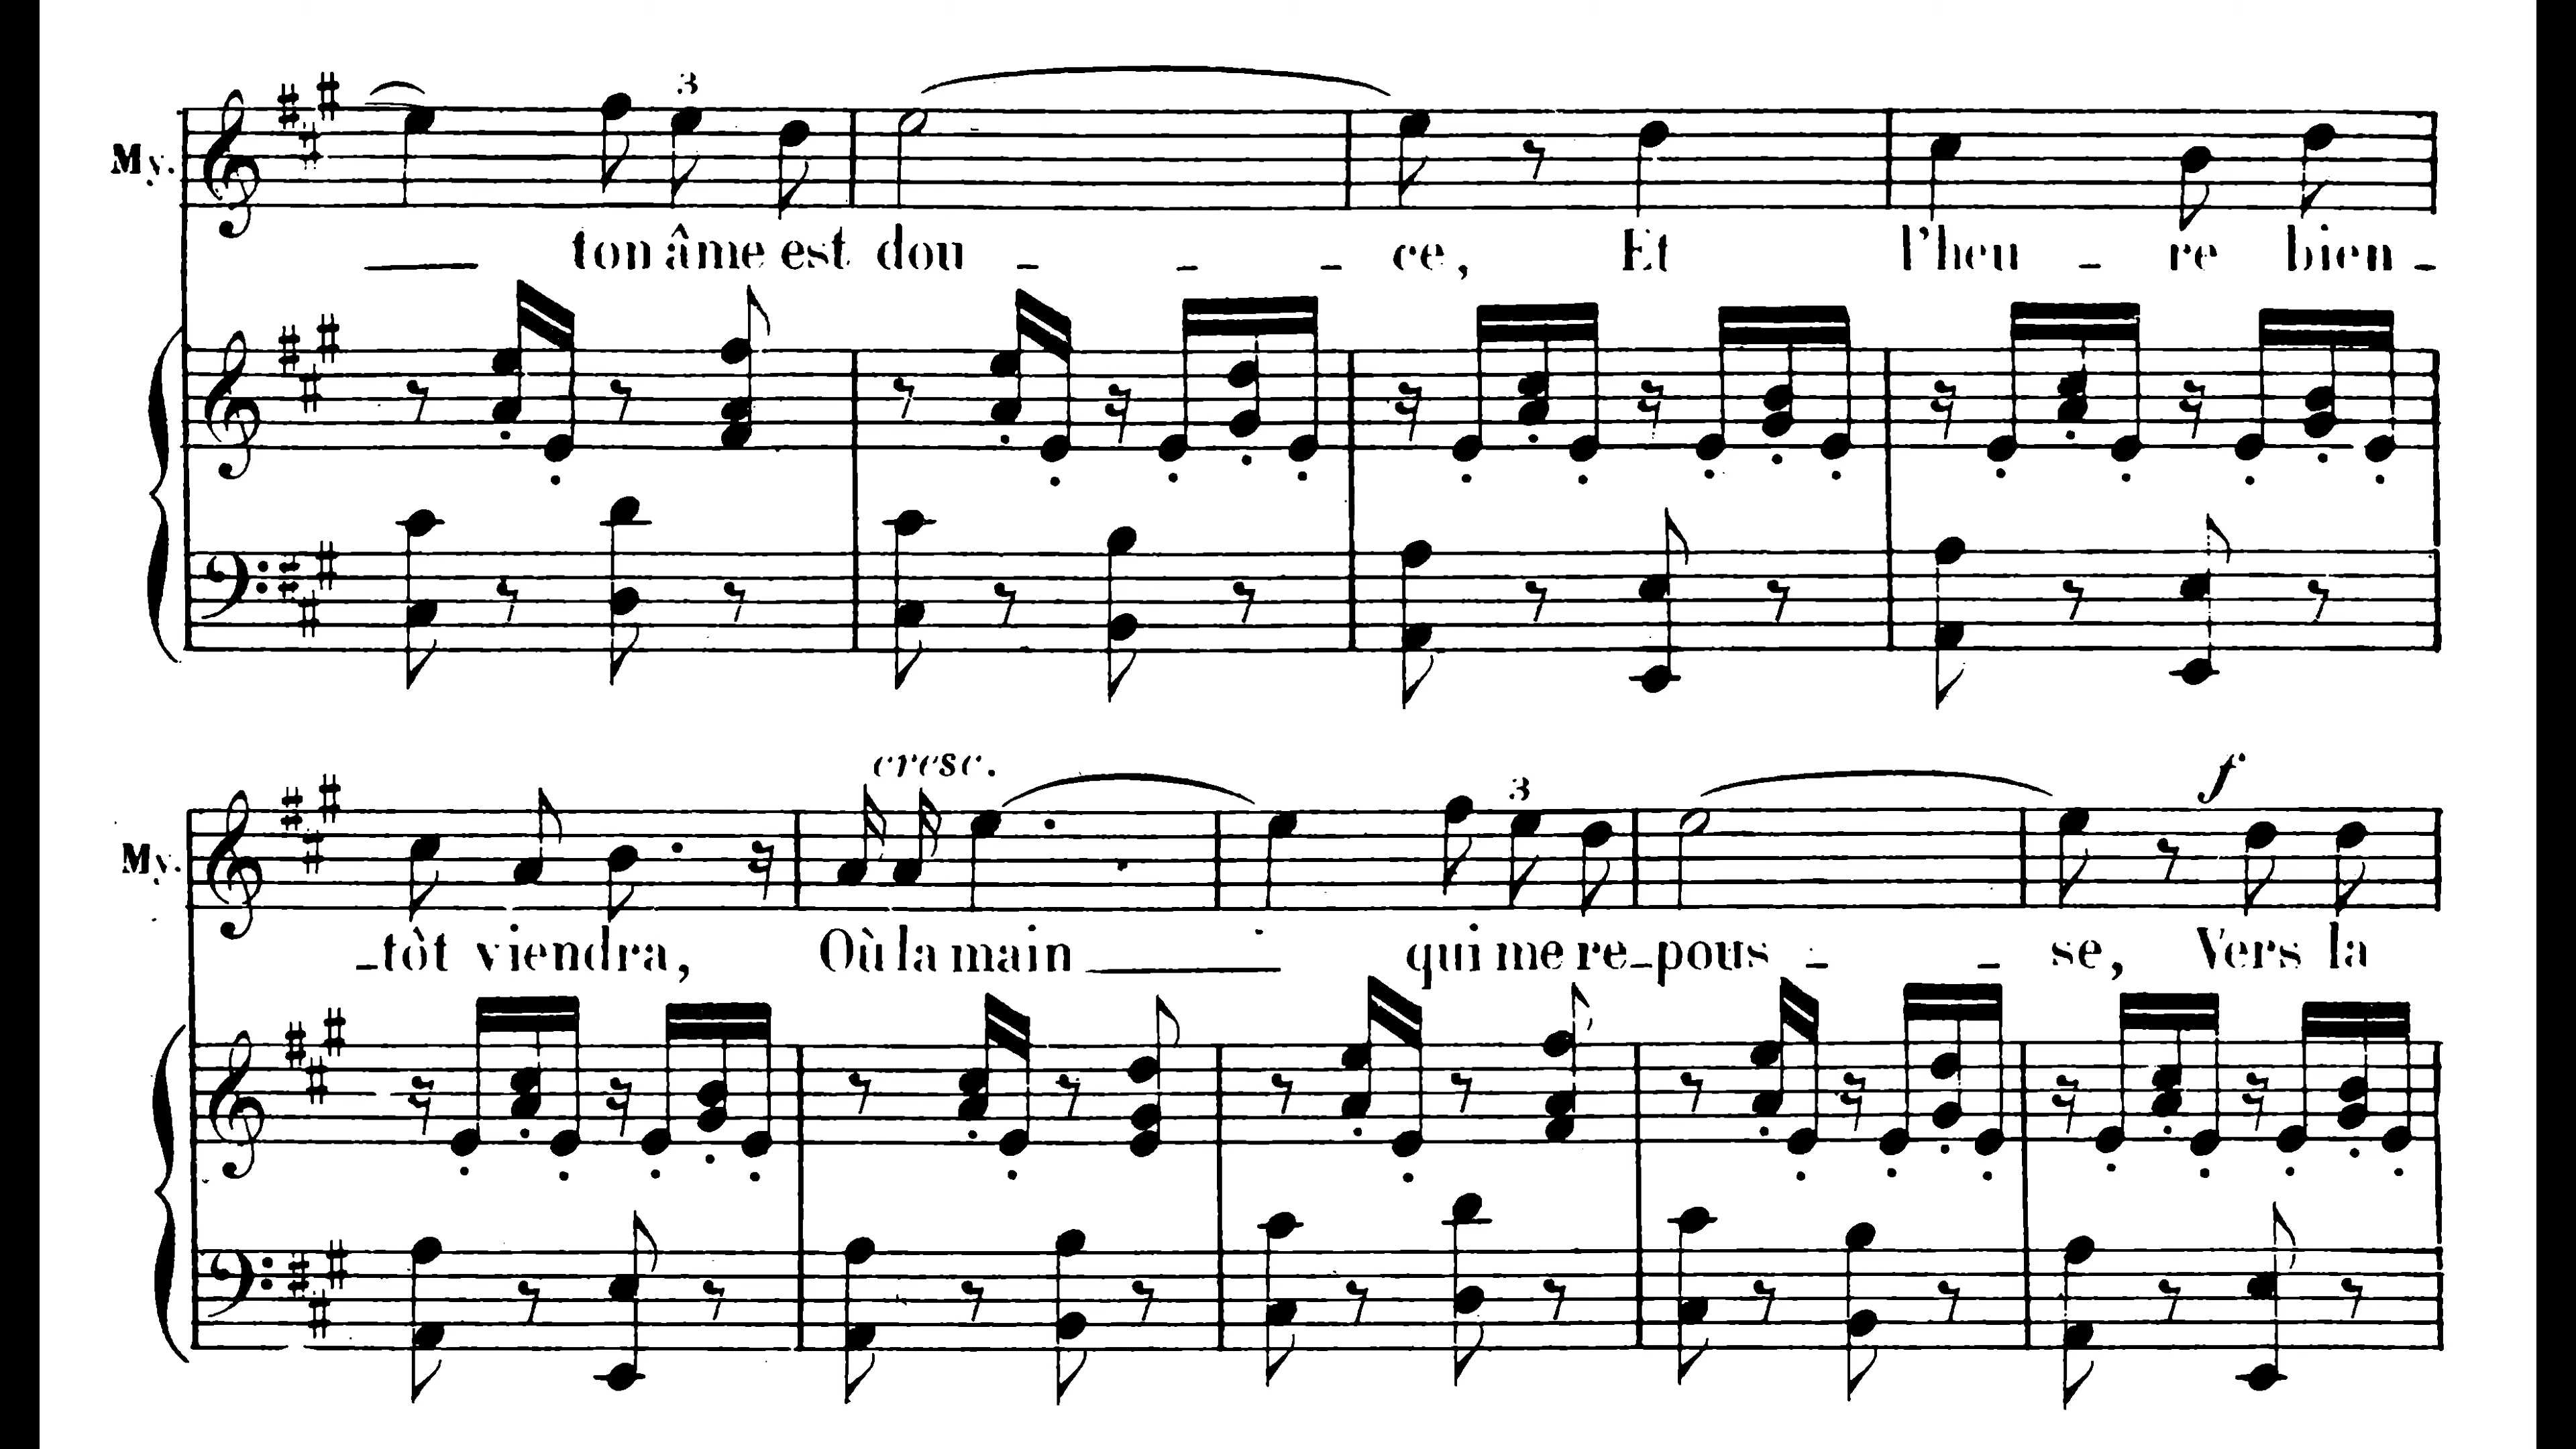 3
My.
ton âme est dou - - - ce, Et l'heu - re bien -
cresc.
3
f
My.
- tôt viendra, Où la main qui me re - pous - - se, Vers la